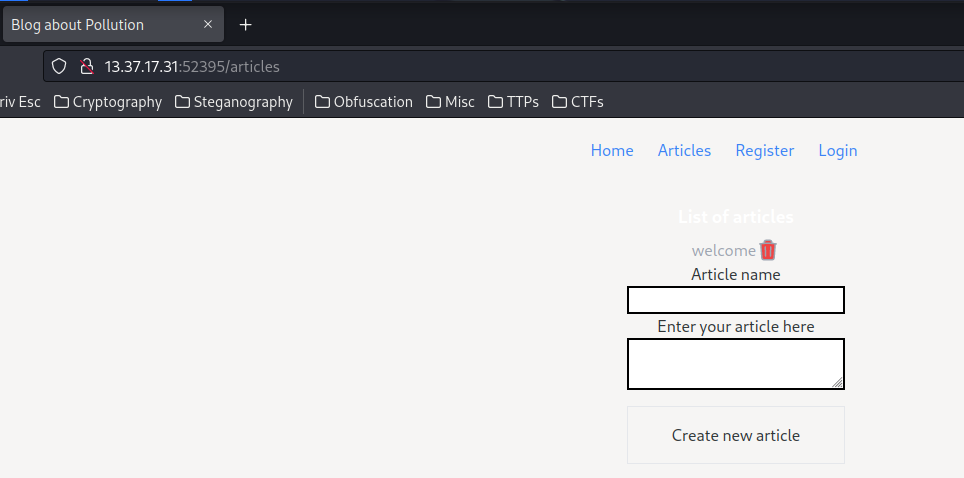 Blog about Pollution
13.37.17.31:52395/articles
riv Esc Cryptography Steganography Obfuscation Misc TTPs CTFs
Home Articles Register Login
List of articles
welcome
Article name
Enter your article here
Create new article